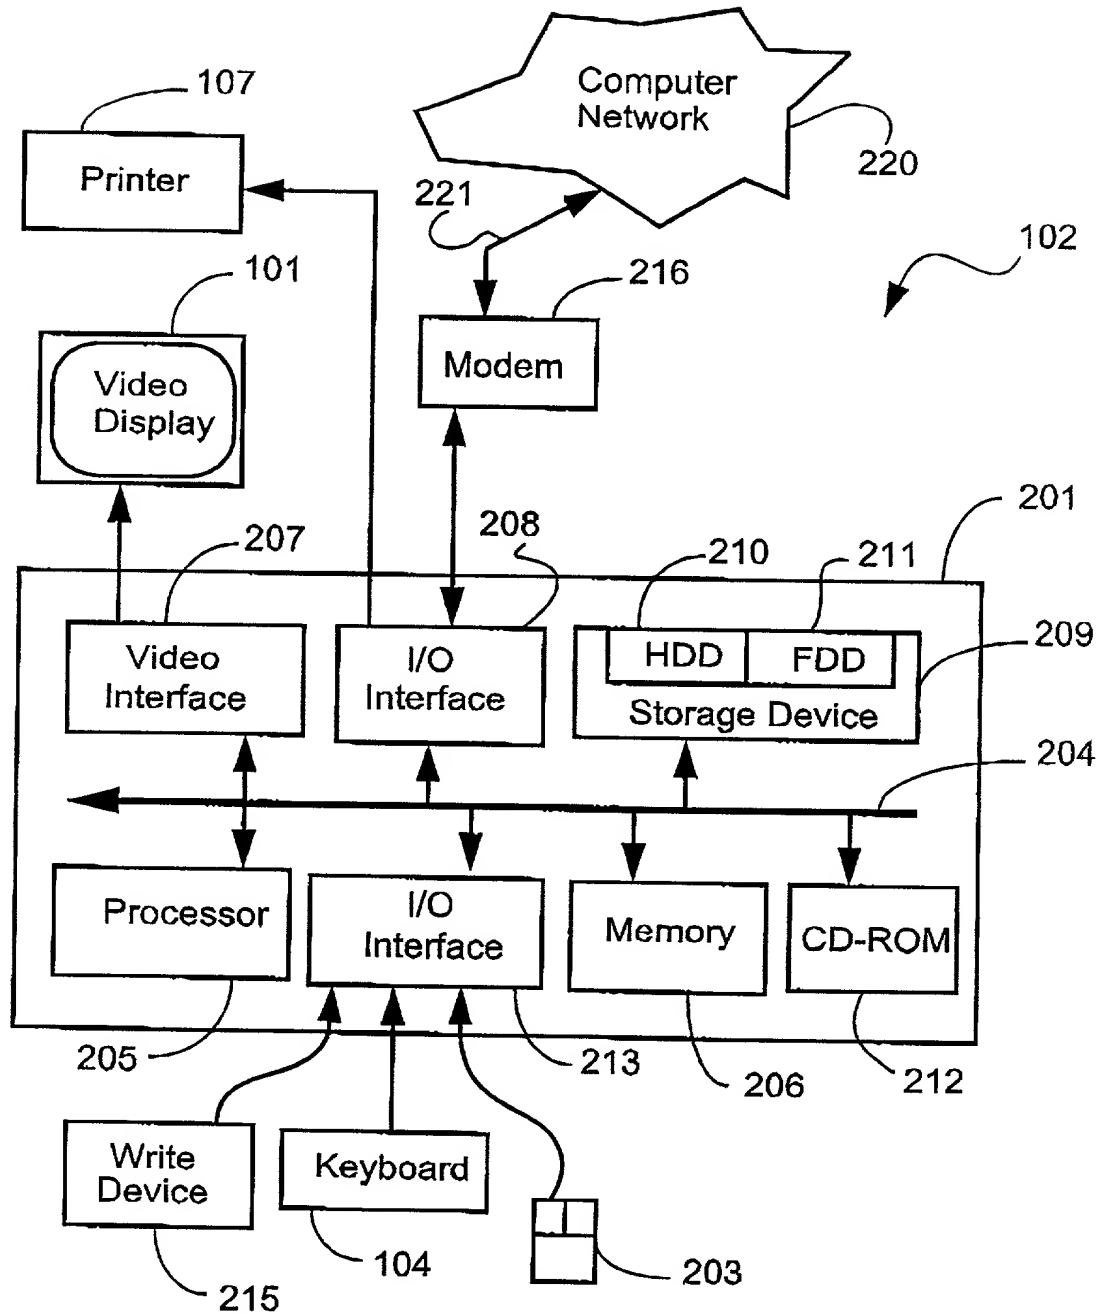 107
Computer
Network
Printer
220
221
102
101
216
Video
Display
Modem
201
207
208
210
211
209
Video
Interface
I/O
Interface
HDD
FDD
Storage Device
204
Processor
I/O
Interface
Memory
CD-ROM
205
213
206
212
Write
Device
Keyboard
104
203
215